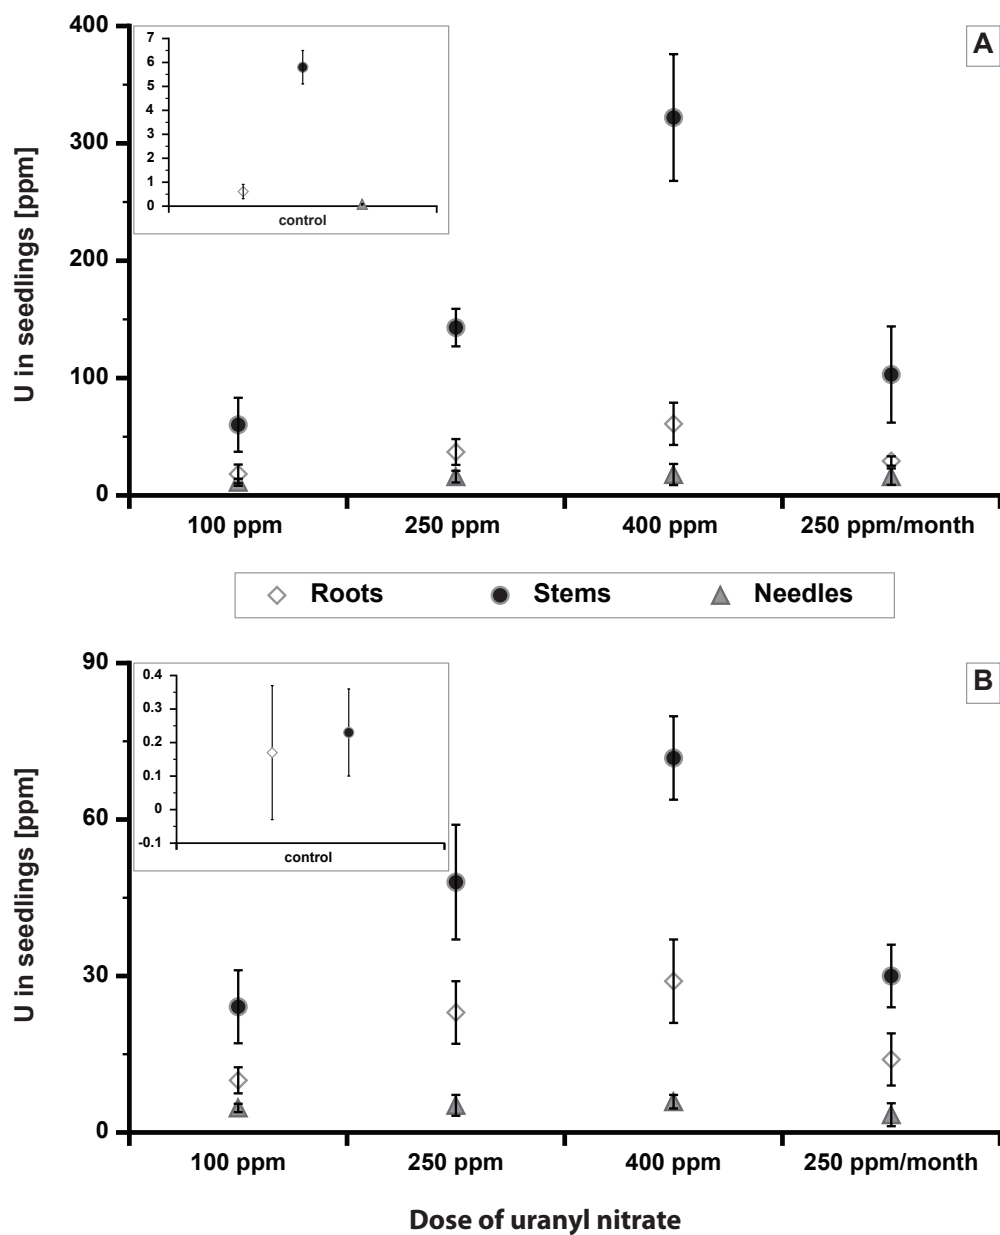 400
300
200
100
0
U in seedlings [ppm]
A
7
6
5
4
3
2
1
0
control
100 ppm
250 ppm
400 ppm
250 ppm/month
Roots Stems Needles
90
60
30
0
U in seedlings [ppm]
B
0.4
0.3
0.2
0.1
0
-0.1
control
100 ppm
250 ppm
400 ppm
250 ppm/month
Dose of uranyl nitrate